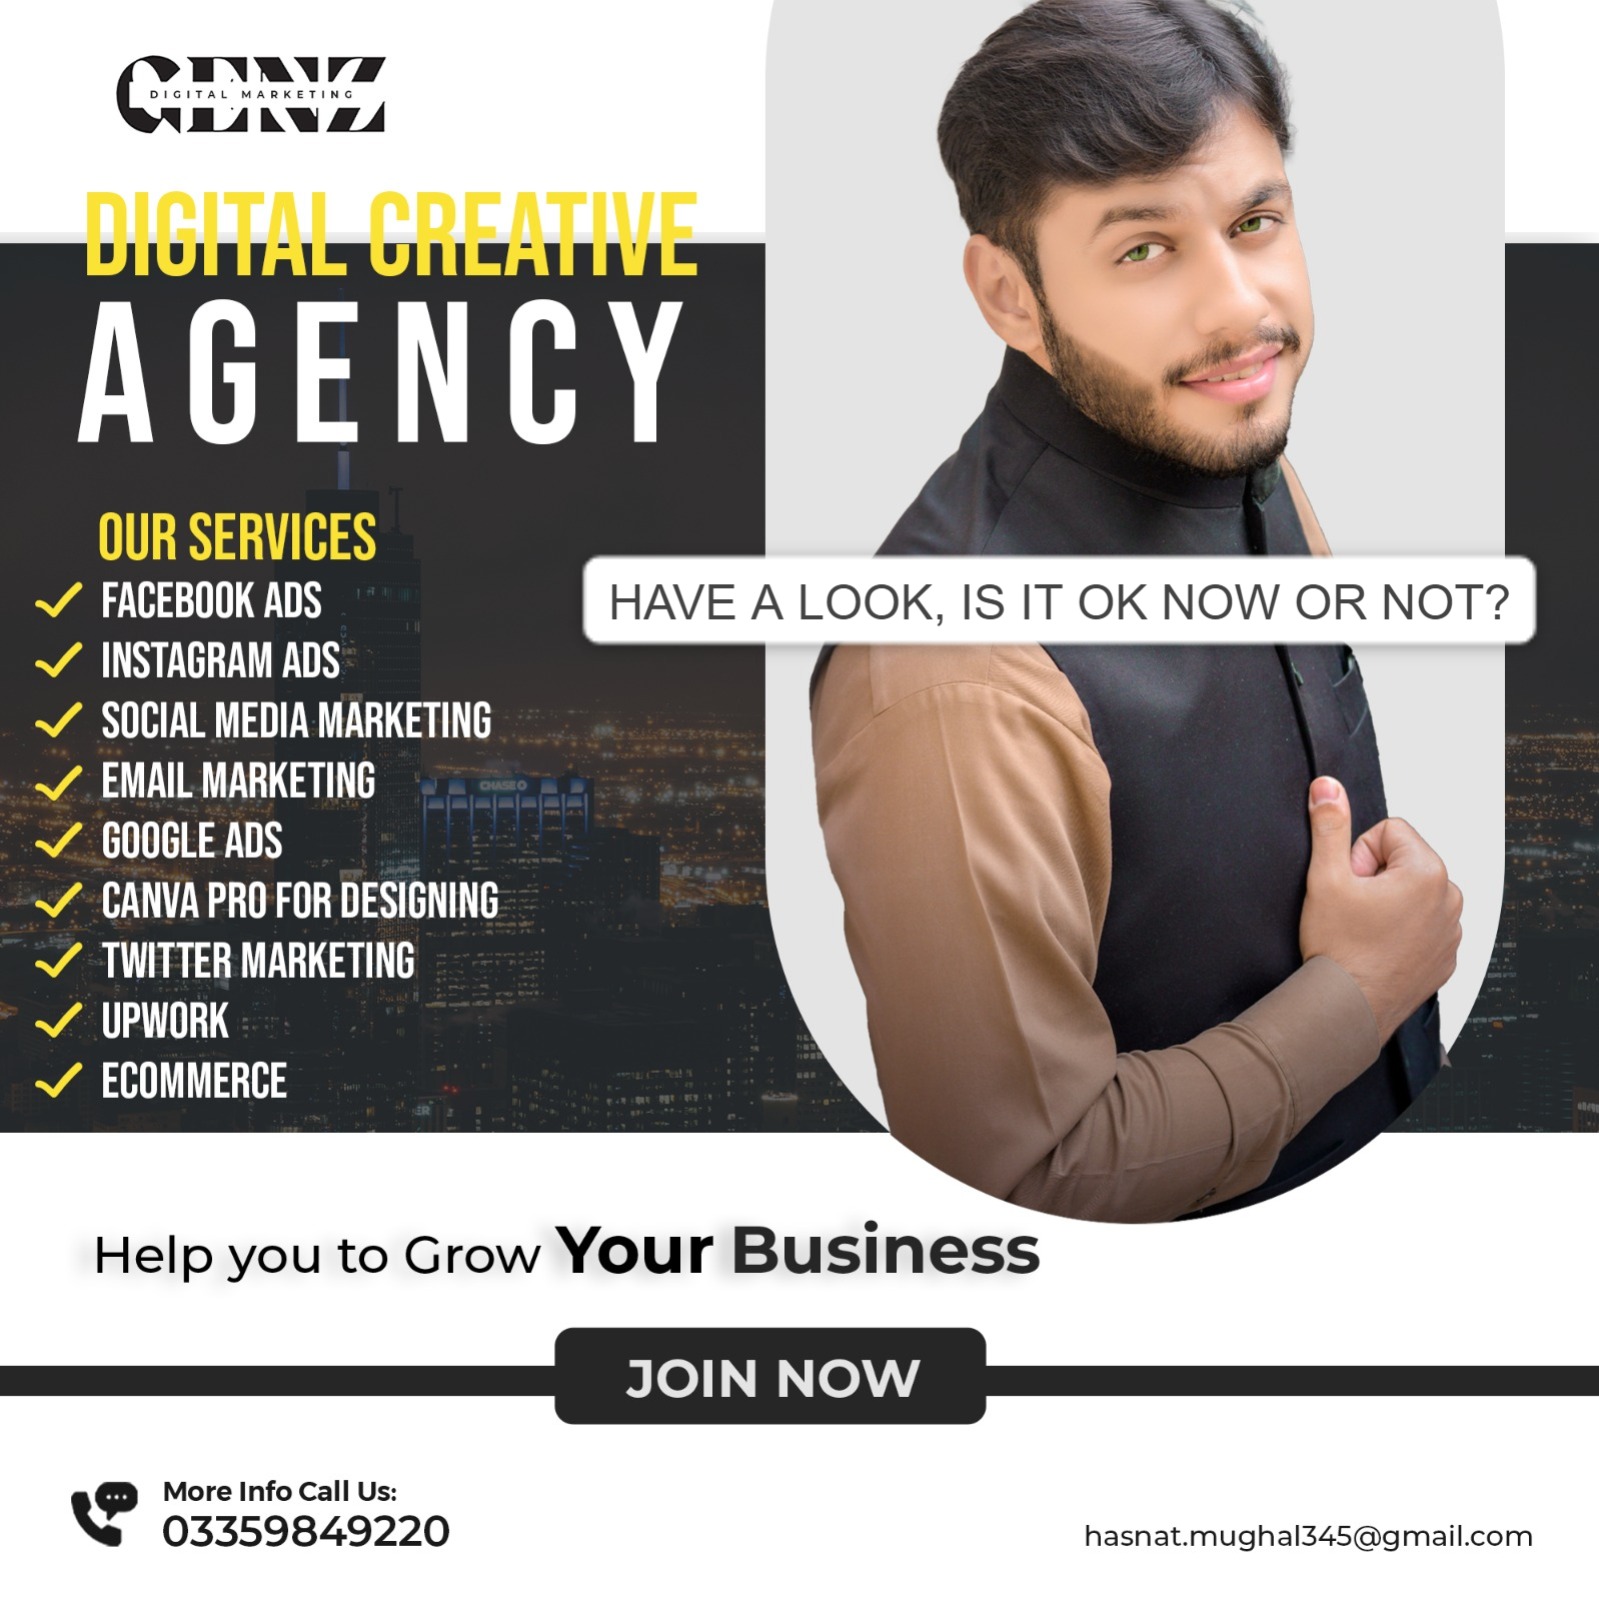 GENZ
DIGITAL MARKETING
DIGITAL CREATIVE
AGENCY
OUR SERVICES
FACEBOOK ADS
INSTAGRAM ADS
SOCIAL MEDIA MARKETING
EMAIL MARKETING
GOOGLE ADS
CANVA PRO FOR DESIGNING
TWITTER MARKETING
UPWORK
ECOMMERCE
HAVE A LOOK, IS IT OK NOW OR NOT?
CHASE
Help you to Grow Your Business
JOIN NOW
More Info Call Us:
03359849220
hasnat.mughal345@gmail.com